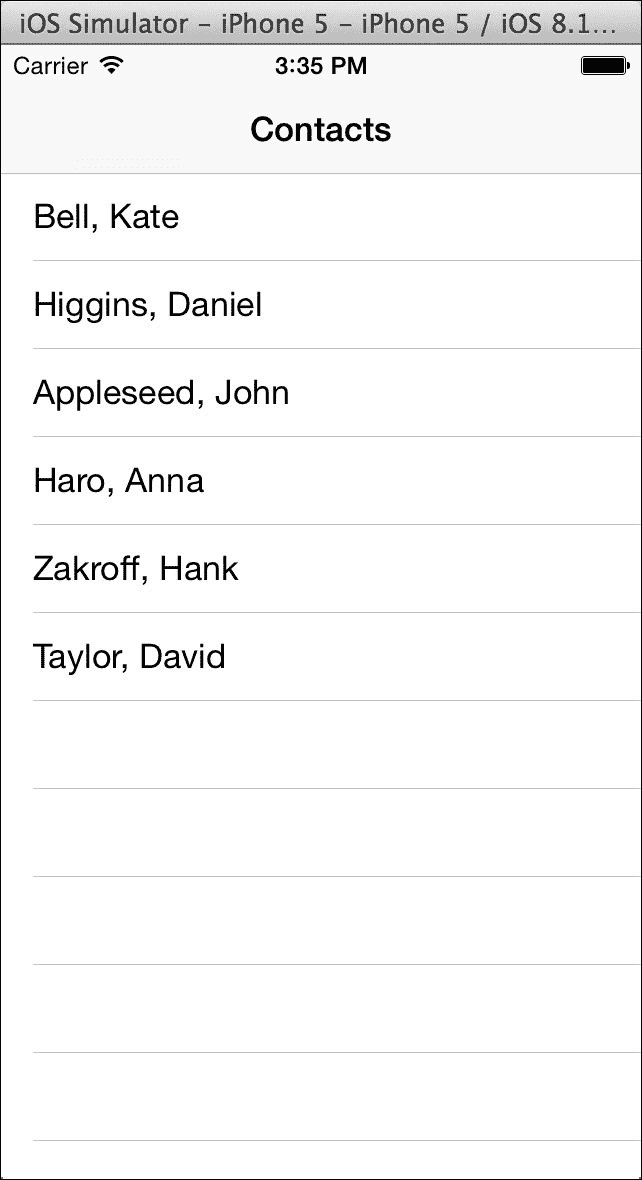 iOS Simulator – iPhone 5 – iPhone 5 / iOS 8.1...
Carrier 3:35 PM
Contacts
Bell, Kate
Higgins, Daniel
Appleseed, John
Haro, Anna
Zakroff, Hank
Taylor, David